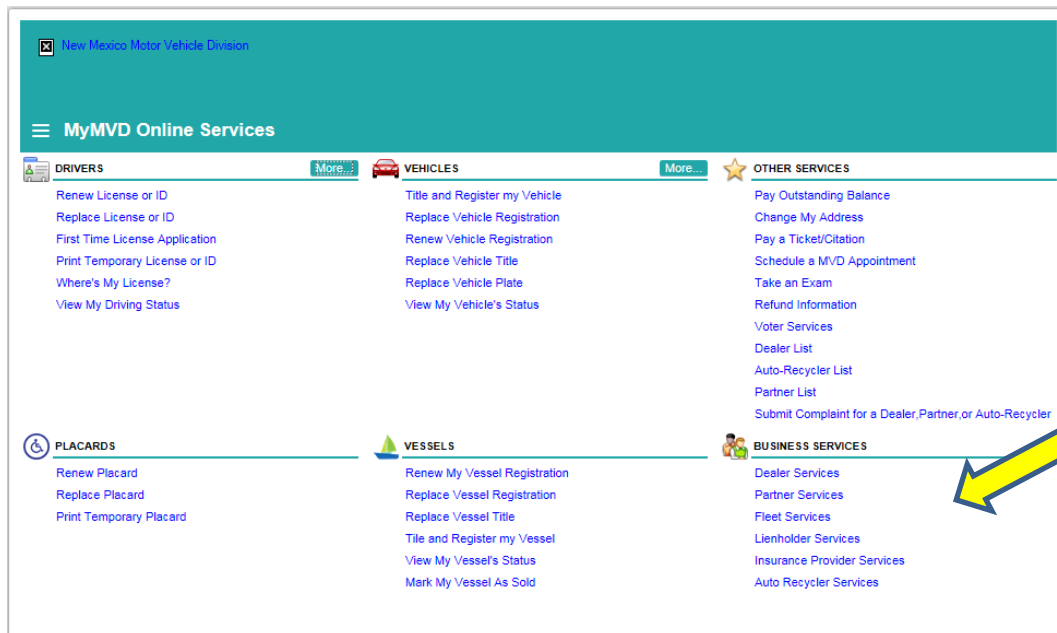 New Mexico Motor Vehicle Division
MyMVD Online Services
DRIVERS
More...
Renew License or ID
Replace License or ID
First Time License Application
Print Temporary License or ID
Where's My License?
View My Driving Status
VEHICLES
More...
Title and Register my Vehicle
Replace Vehicle Registration
Renew Vehicle Registration
Replace Vehicle Title
Replace Vehicle Plate
View My Vehicle's Status
OTHER SERVICES
Pay Outstanding Balance
Change My Address
Pay a Ticket/Citation
Schedule a MVD Appointment
Take an Exam
Refund Information
Voter Services
Dealer List
Auto-Recycler List
Partner List
Submit Complaint for a Dealer,Partner,or Auto-Recycler
PLACARDS
Renew Placard
Replace Placard
Print Temporary Placard
VESSELS
Renew My Vessel Registration
Replace Vessel Registration
Replace Vessel Title
Tile and Register my Vessel
View My Vessel's Status
Mark My Vessel As Sold
BUSINESS SERVICES
Dealer Services
Partner Services
Fleet Services
Lienholder Services
Insurance Provider Services
Auto Recycler Services